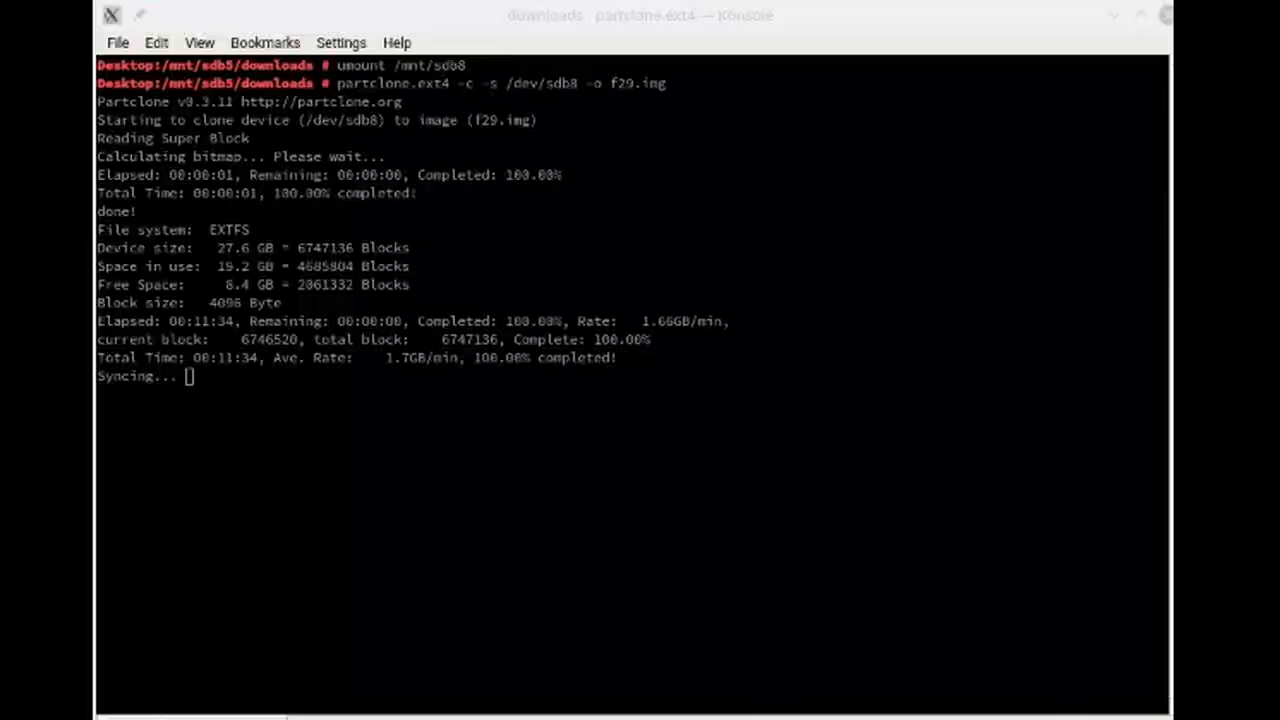 downloads : partclone.ext4 — Konsole
File Edit View Bookmarks Settings Help
Desktop:/mnt/sdb5/downloads # umount /mnt/sdb8
Desktop:/mnt/sdb5/downloads # partclone.ext4 -c -s /dev/sdb8 -o f29.img
Partclone v0.3.11 http://partclone.org
Starting to clone device (/dev/sdb8) to image (f29.img)
Reading Super Block
Calculating bitmap... Please wait...
Elapsed: 00:00:01, Remaining: 00:00:00, Completed: 100.00%
Total Time: 00:00:01, 100.00% completed!
done!
File system:  EXTFS
Device size:   27.6 GB = 6747136 Blocks
Space in use:  19.2 GB = 4685804 Blocks
Free Space:     8.4 GB = 2061332 Blocks
Block size:   4096 Byte
Elapsed: 00:11:34, Remaining: 00:00:00, Completed: 100.00%, Rate:   1.66GB/min,
current block:    6746520, total block:    6747136, Complete: 100.00%
Total Time: 00:11:34, Ave. Rate:    1.7GB/min, 100.00% completed!
Syncing...